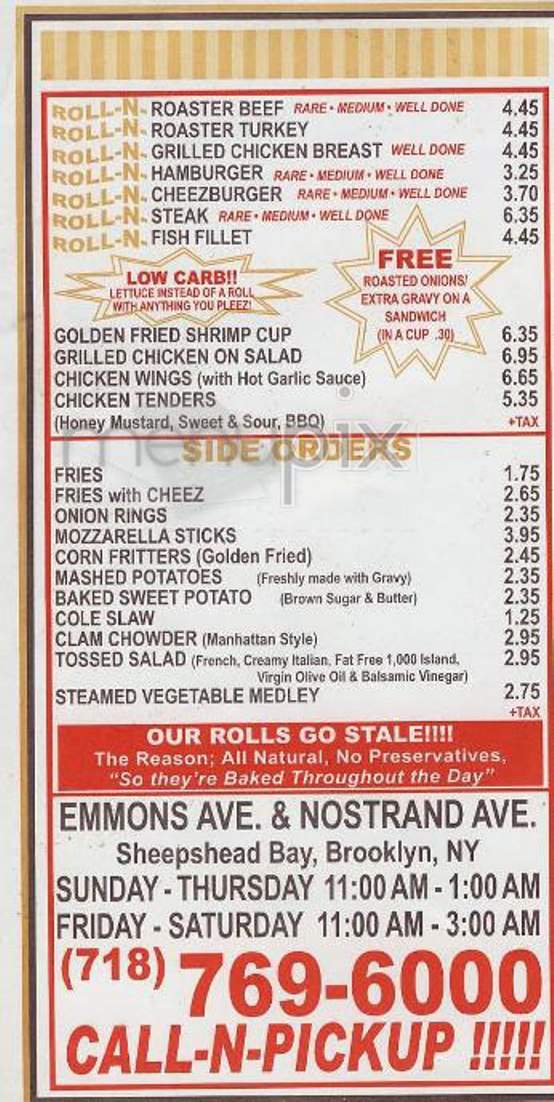 ROLL-N- ROASTER BEEF RARE • MEDIUM • WELL DONE 4.45
ROLL-N- ROASTER TURKEY 4.45
ROLL-N- GRILLED CHICKEN BREAST WELL DONE 4.45
ROLL-N- HAMBURGER RARE • MEDIUM • WELL DONE 3.25
ROLL-N- CHEEZBURGER RARE • MEDIUM • WELL DONE 3.70
ROLL-N- STEAK RARE • MEDIUM • WELL DONE 6.35
ROLL-N- FISH FILLET 4.45
LOW CARB!!
LETTUCE INSTEAD OF A ROLL
WITH ANYTHING YOU PLEEZ!
FREE
ROASTED ONIONS/
EXTRA GRAVY ON A
SANDWICH
(IN A CUP .30)
GOLDEN FRIED SHRIMP CUP 6.35
GRILLED CHICKEN ON SALAD 6.95
CHICKEN WINGS (with Hot Garlic Sauce) 6.65
CHICKEN TENDERS 5.35
(Honey Mustard, Sweet & Sour, BBQ) +TAX
menupix
SIDE ORDERS
FRIES 1.75
FRIES with CHEEZ 2.65
ONION RINGS 2.35
MOZZARELLA STICKS 3.95
CORN FRITTERS (Golden Fried) 2.45
MASHED POTATOES (Freshly made with Gravy) 2.35
BAKED SWEET POTATO (Brown Sugar & Butter) 2.35
COLE SLAW 1.25
CLAM CHOWDER (Manhattan Style) 2.95
TOSSED SALAD (French, Creamy Italian, Fat Free 1,000 Island, 2.95
Virgin Olive Oil & Balsamic Vinegar)
STEAMED VEGETABLE MEDLEY 2.75
+TAX
OUR ROLLS GO STALE!!!!
The Reason; All Natural, No Preservatives,
"So they're Baked Throughout the Day"
EMMONS AVE. & NOSTRAND AVE.
Sheepshead Bay, Brooklyn, NY
SUNDAY - THURSDAY 11:00 AM - 1:00 AM
FRIDAY - SATURDAY 11:00 AM - 3:00 AM
(718) 769-6000
CALL-N-PICKUP !!!!!